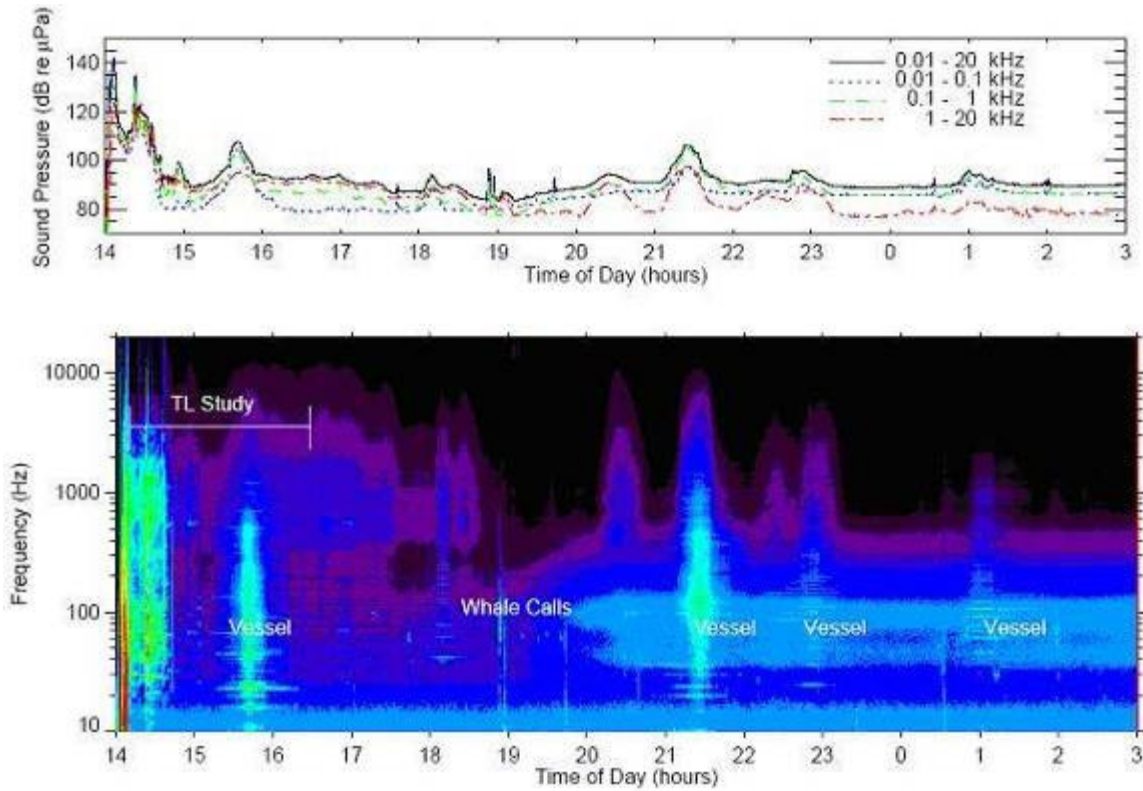 Sound Pressure (dB re µPa)
140
120
100
80
0.01 - 20 kHz
0.01 - 0.1 kHz
0.1 - 1 kHz
1 - 20 kHz
14 15 16 17 18 19 20 21 22 23 0 1 2 3
Time of Day (hours)
Frequency (Hz)
10000
1000
100
10
TL Study
Whale Calls
Vessel Vessel Vessel Vessel
14 15 16 17 18 19 20 21 22 23 0 1 2 3
Time of Day (hours)